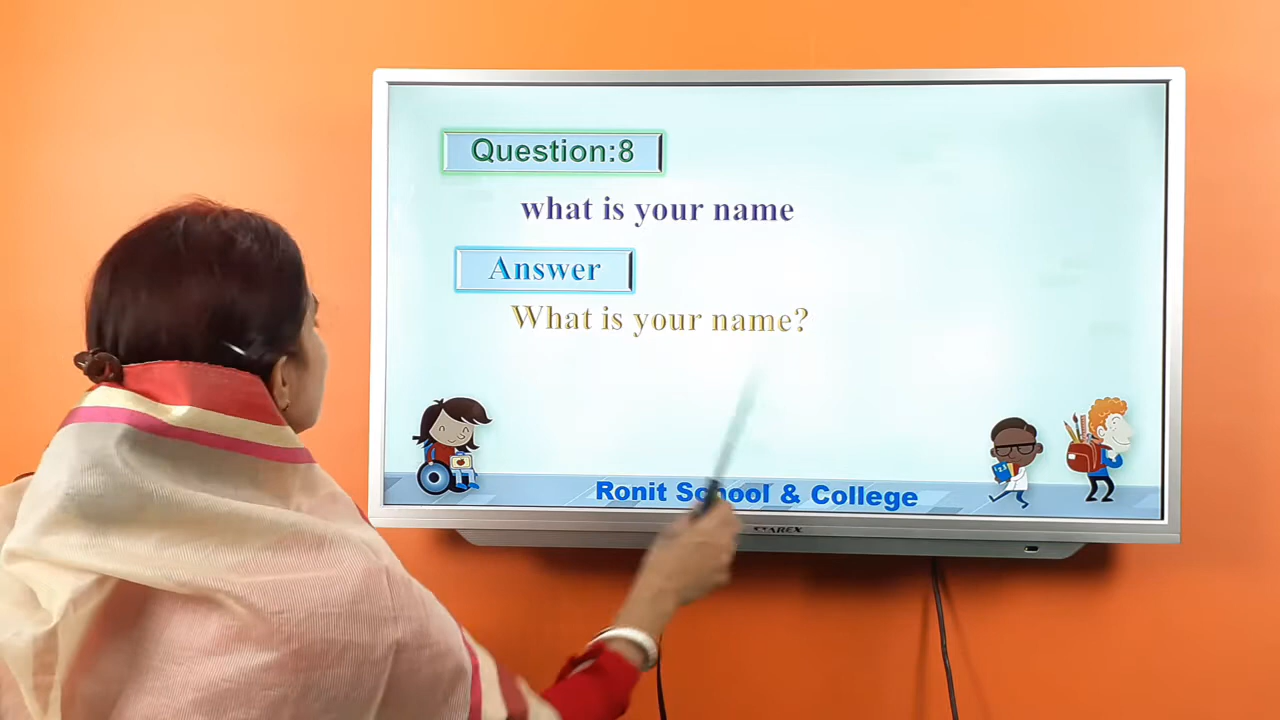 Question:8
what is your name
Answer
What is your name?
Ronit School & College